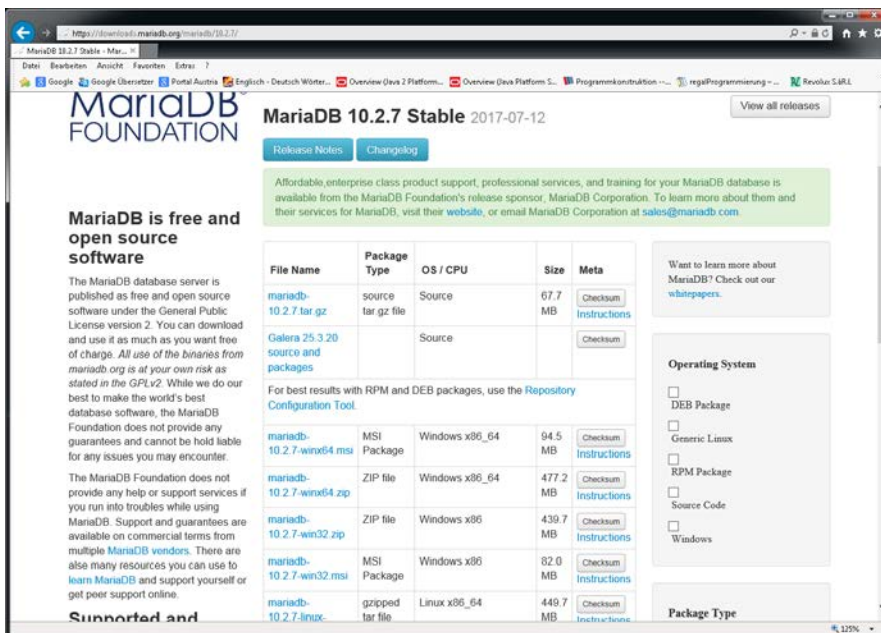 https://downloads.mariadb.org/mariadb/10.2.7/
MariaDB 10.2.7 Stable - Mar...
Datei Bearbeiten Ansicht Favoriten Extras ?
Google Google Übersetzer Portal Austria Englisch - Deutsch Wörter... Overview (Java 2 Platform... Overview (Java Platform S... Programmkonstruktion --... regalProgrammierung – ... Revolux S.àR.L
MariaDB
FOUNDATION
MariaDB 10.2.7 Stable 2017-07-12
View all releases
Release Notes Changelog
Affordable,enterprise class product support, professional services, and training for your MariaDB database is
available from the MariaDB Foundation's release sponsor, MariaDB Corporation. To learn more about them and
their services for MariaDB, visit their website, or email MariaDB Corporation at sales@mariadb.com.
MariaDB is free and
open source
software
The MariaDB database server is
published as free and open source
software under the General Public
License version 2. You can download
and use it as much as you want free
of charge. All use of the binaries from
mariadb.org is at your own risk as
stated in the GPLv2. While we do our
best to make the world's best
database software, the MariaDB
Foundation does not provide any
guarantees and cannot be hold liable
for any issues you may encounter.
The MariaDB Foundation does not
provide any help or support services if
you run into troubles while using
MariaDB. Support and guarantees are
available on commercial terms from
multiple MariaDB vendors. There are
alse many resources you can use to
learn MariaDB and support yourself or
get peer support online.
Supported and
File Name Package Type OS / CPU Size Meta
mariadb-10.2.7.tar.gz source tar.gz file Source 67.7 MB Checksum Instructions
Galera 25.3.20 source and packages Source Checksum
For best results with RPM and DEB packages, use the Repository
Configuration Tool.
mariadb-10.2.7-winx64.msi MSI Package Windows x86_64 94.5 MB Checksum Instructions
mariadb-10.2.7-winx64.zip ZIP file Windows x86_64 477.2 MB Checksum Instructions
mariadb-10.2.7-win32.zip ZIP file Windows x86 439.7 MB Checksum Instructions
mariadb-10.2.7-win32.msi MSI Package Windows x86 82.0 MB Checksum Instructions
mariadb-10.2.7-linux- gzipped tar file Linux x86_64 449.7 MB Checksum Instructions
Want to learn more about
MariaDB? Check out our
whitepapers.
Operating System
DEB Package
Generic Linux
RPM Package
Source Code
Windows
Package Type
125%